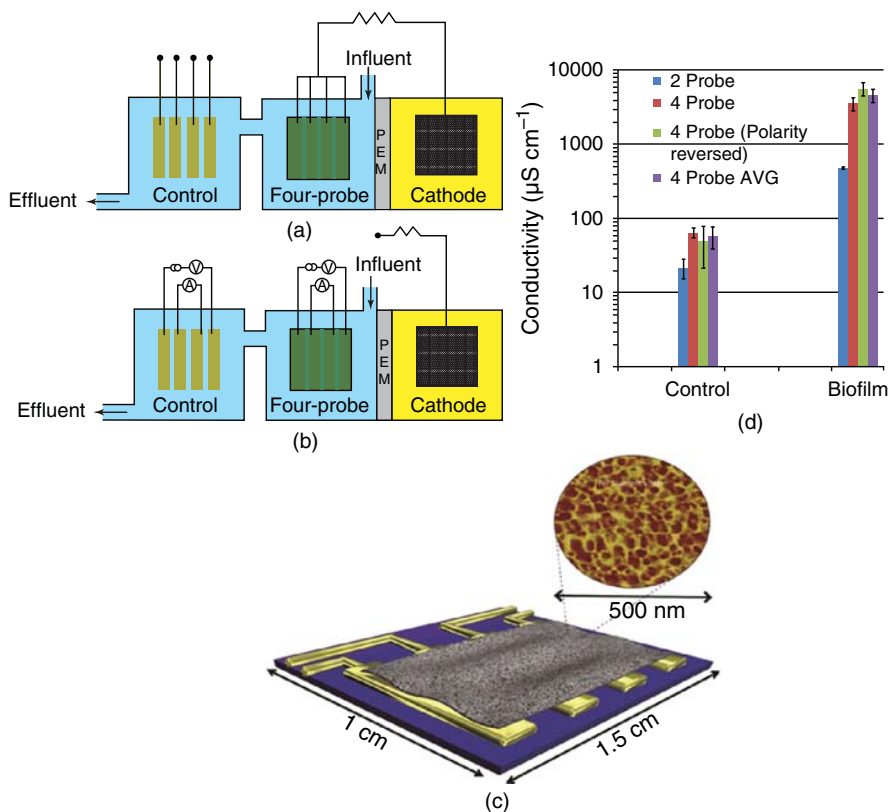 Influent
Control
Four-probe
PEM
Cathode
Effluent
(a)
V
A
V
A
Influent
Control
Four-probe
PEM
Cathode
Effluent
(b)
Conductivity (µS cm⁻¹)
10000
1000
100
10
1
2 Probe
4 Probe
4 Probe (Polarity
reversed)
4 Probe AVG
Control
Biofilm
(d)
500 nm
1 cm
1.5 cm
(c)